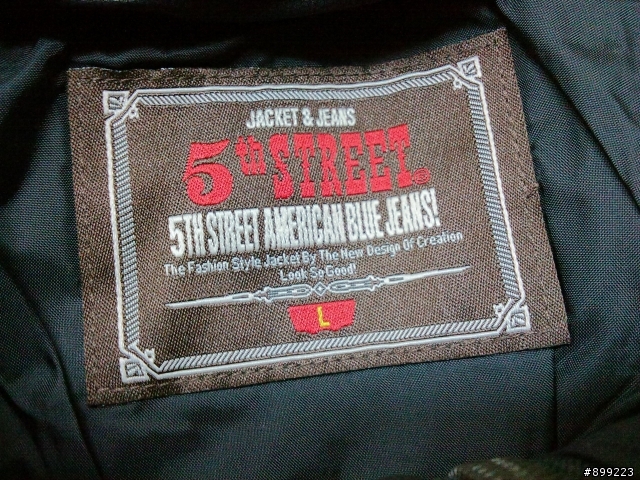 JACKET & JEANS
5th STREET®
5TH STREET AMERICAN BLUE JEANS!
The Fashion Style Jacket By The New Design Of Creation
Look So Good!
L
#899223